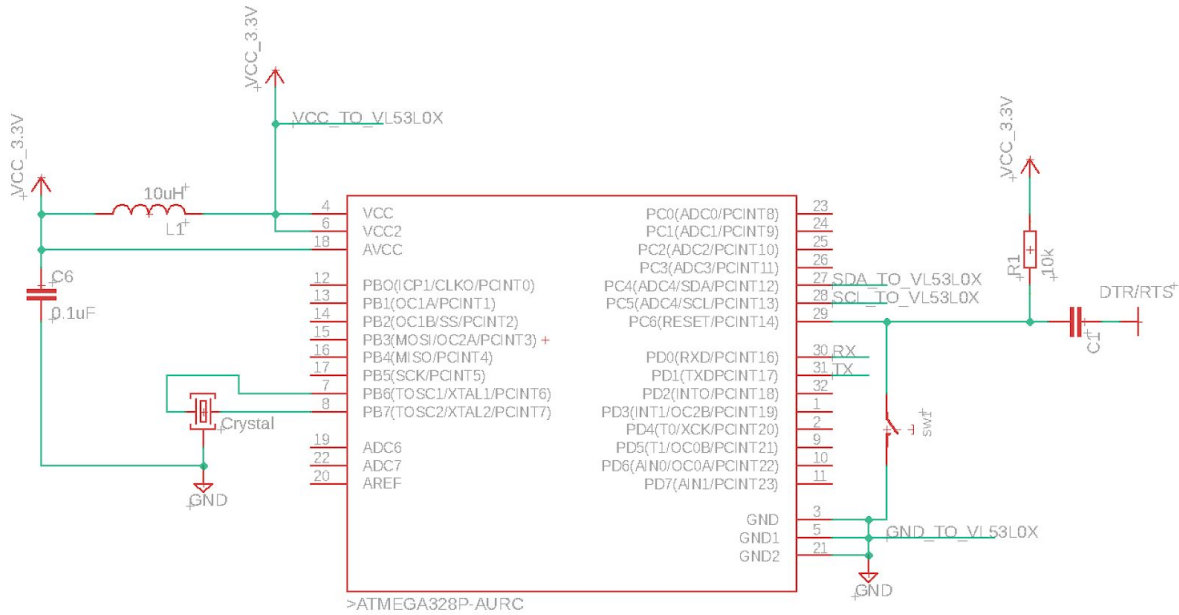 VCC_3.3V
VCC_TO_VL53L0X
VCC_3.3V
10uH
L1
C6
0.1uF
Crystal
GND
4 VCC
6 VCC2
18 AVCC
12 PB0(ICP1/CLKO/PCINT0)
13 PB1(OC1A/PCINT1)
14 PB2(OC1B/SS/PCINT2)
15 PB3(MOSI/OC2A/PCINT3)
16 PB4(MISO/PCINT4)
17 PB5(SCK/PCINT5)
7 PB6(TOSC1/XTAL1/PCINT6)
8 PB7(TOSC2/XTAL2/PCINT7)
19 ADC6
22 ADC7
20 AREF
PC0(ADC0/PCINT8) 23
PC1(ADC1/PCINT9) 24
PC2(ADC2/PCINT10) 25
PC3(ADC3/PCINT11) 26
PC4(ADC4/SDA/PCINT12) 27 SDA_TO_VL53L0X
PC5(ADC4/SCL/PCINT13) 28 SCL_TO_VL53L0X
PC6(RESET/PCINT14) 29
PD0(RXD/PCINT16) 30 RX
PD1(TXDPCINT17) 31 TX
PD2(INTO/PCINT18) 32
PD3(INT1/OC2B/PCINT19) 1
PD4(T0/XCK/PCINT20) 2
PD5(T1/OC0B/PCINT21) 9
PD6(AIN0/OC0A/PCINT22) 10
PD7(AIN1/PCINT23) 11
GND 3
GND1 5 GND_TO_VL53L0X
GND2 21
GND
>ATMEGA328P-AURC
VCC_3.3V
R1
10k
DTR/RTS
C1
sw1